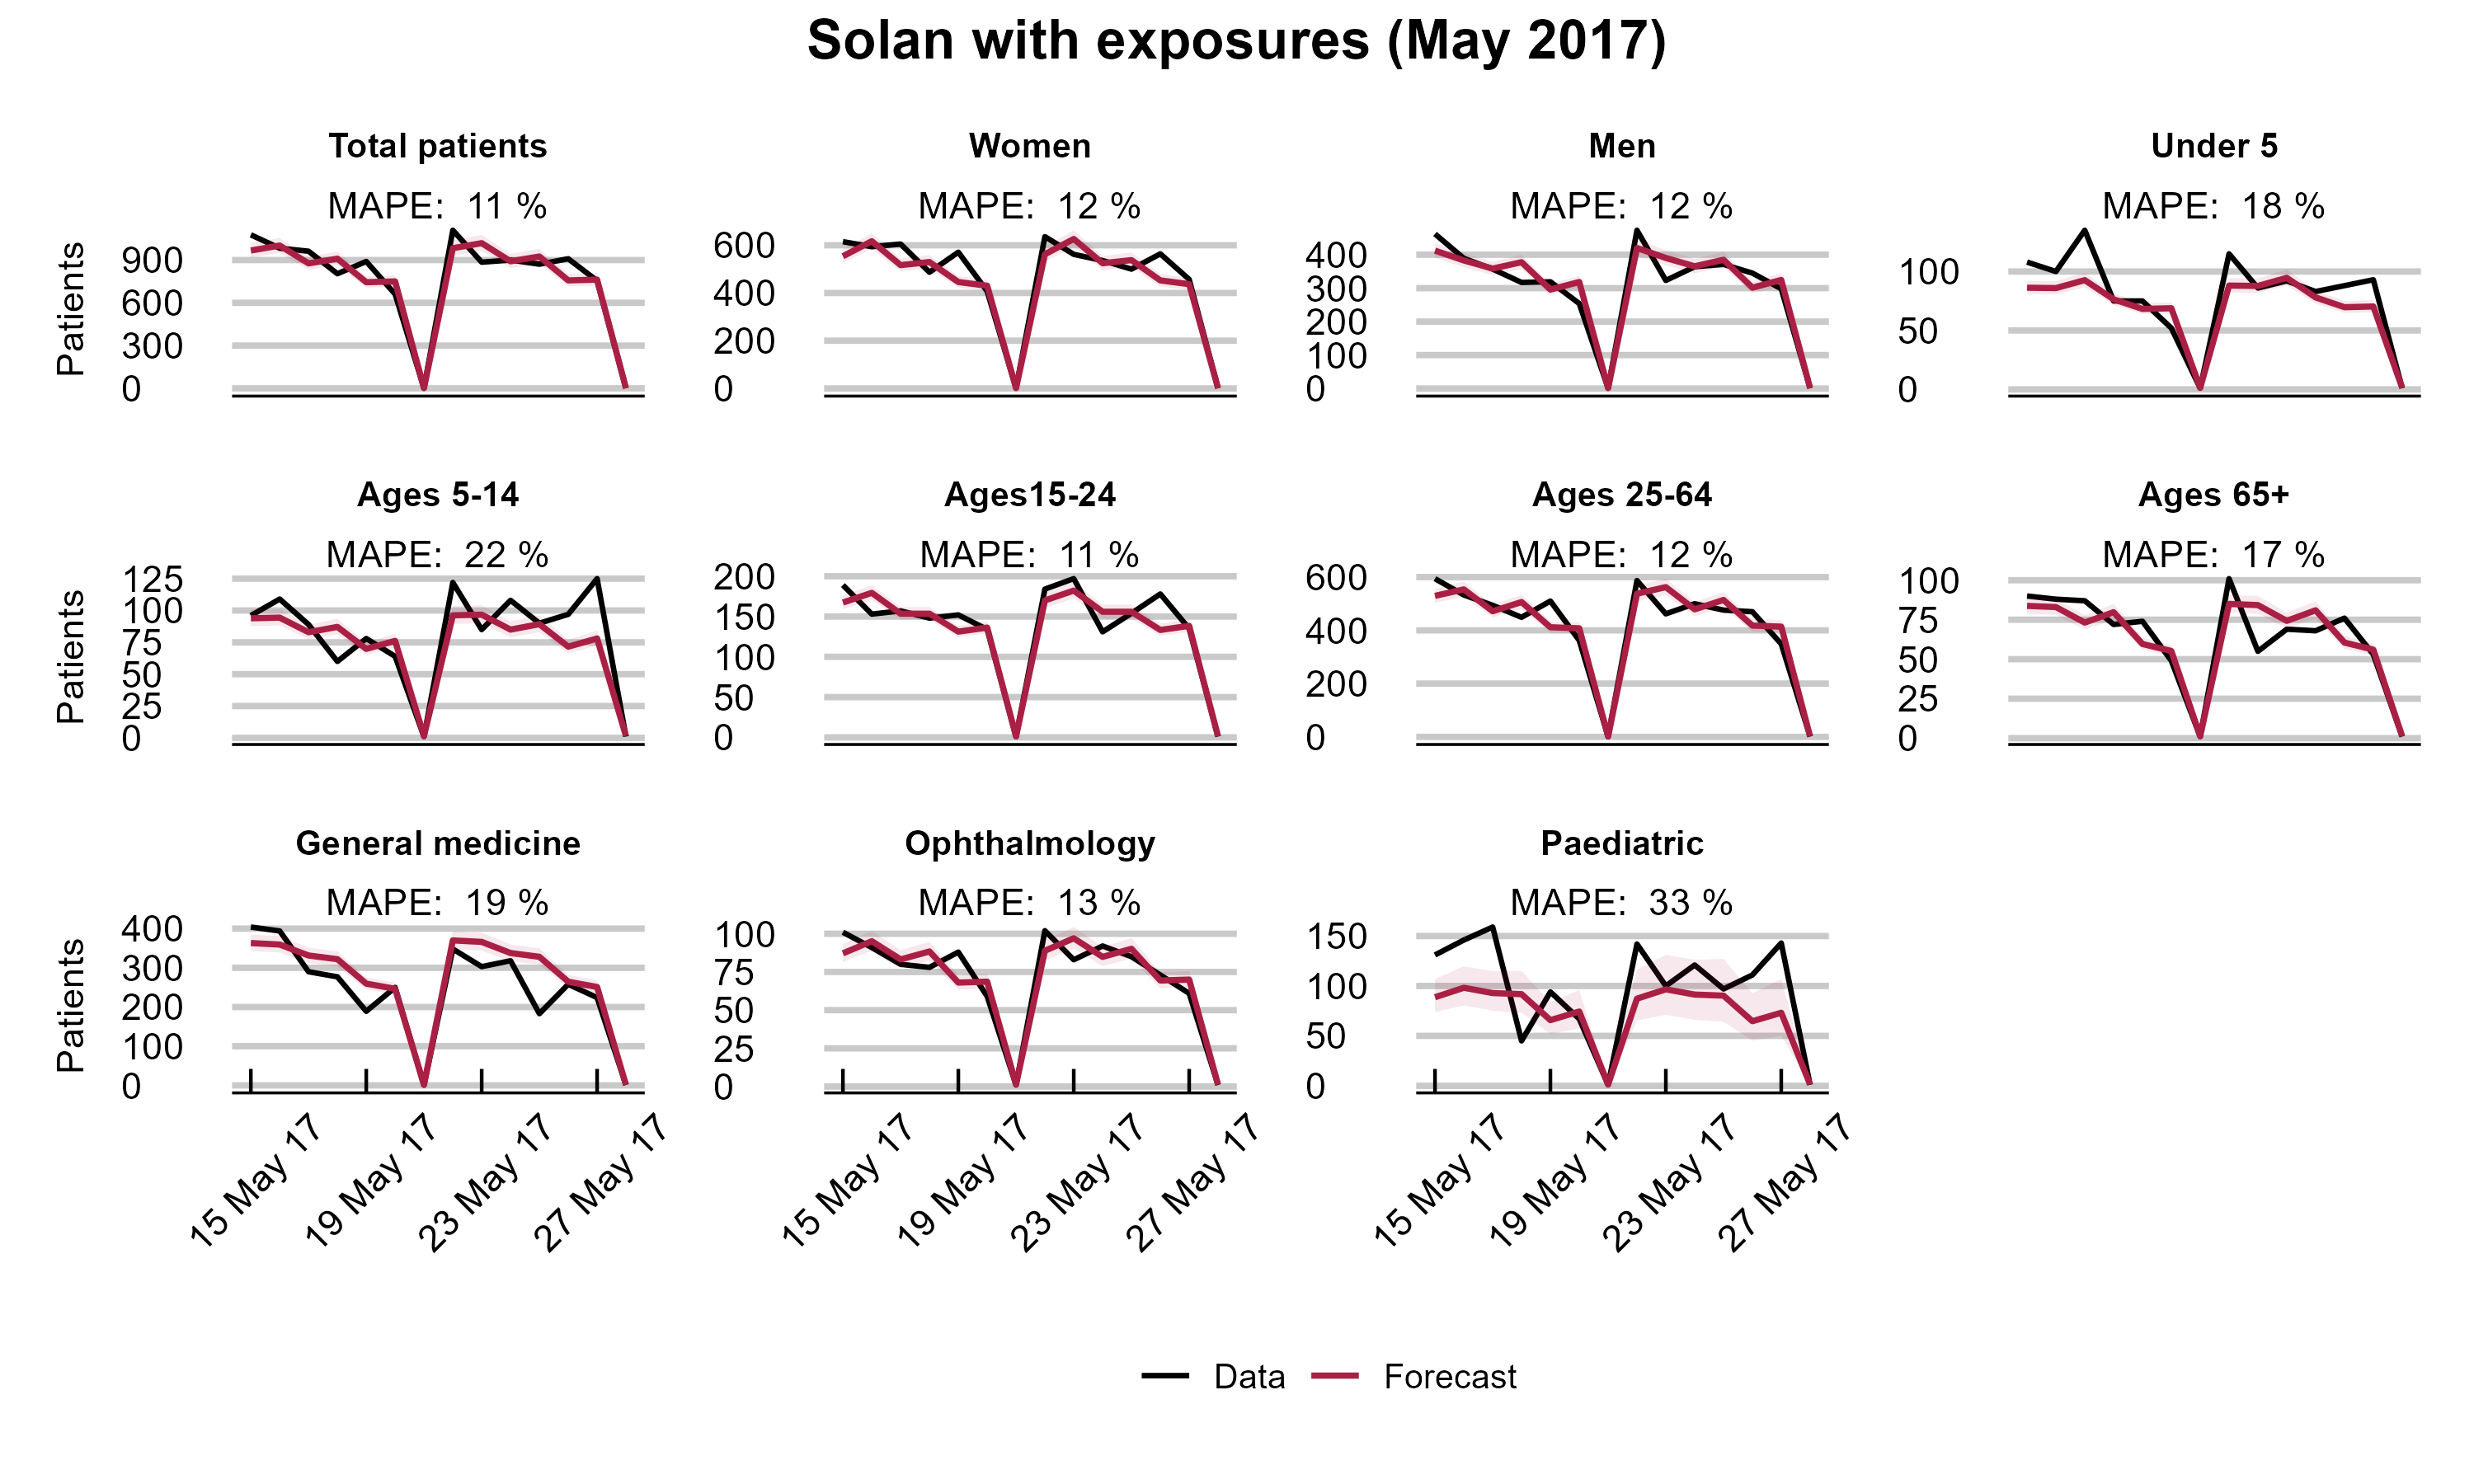 Solan with exposures (May 2017)
Total patients
MAPE: 11 %
Patients
900
600
300
0
Women
MAPE: 12 %
600
400
200
0
Men
MAPE: 12 %
400
300
200
100
0
Under 5
MAPE: 18 %
100
50
0
Ages 5-14
MAPE: 22 %
Patients
125
100
75
50
25
0
Ages15-24
MAPE: 11 %
200
150
100
50
0
Ages 25-64
MAPE: 12 %
600
400
200
0
Ages 65+
MAPE: 17 %
100
75
50
25
0
General medicine
MAPE: 19 %
Patients
400
300
200
100
0
15 May 17
19 May 17
23 May 17
27 May 17
Ophthalmology
MAPE: 13 %
100
75
50
25
0
15 May 17
19 May 17
23 May 17
27 May 17
Paediatric
MAPE: 33 %
150
100
50
0
15 May 17
19 May 17
23 May 17
27 May 17
Data
Forecast